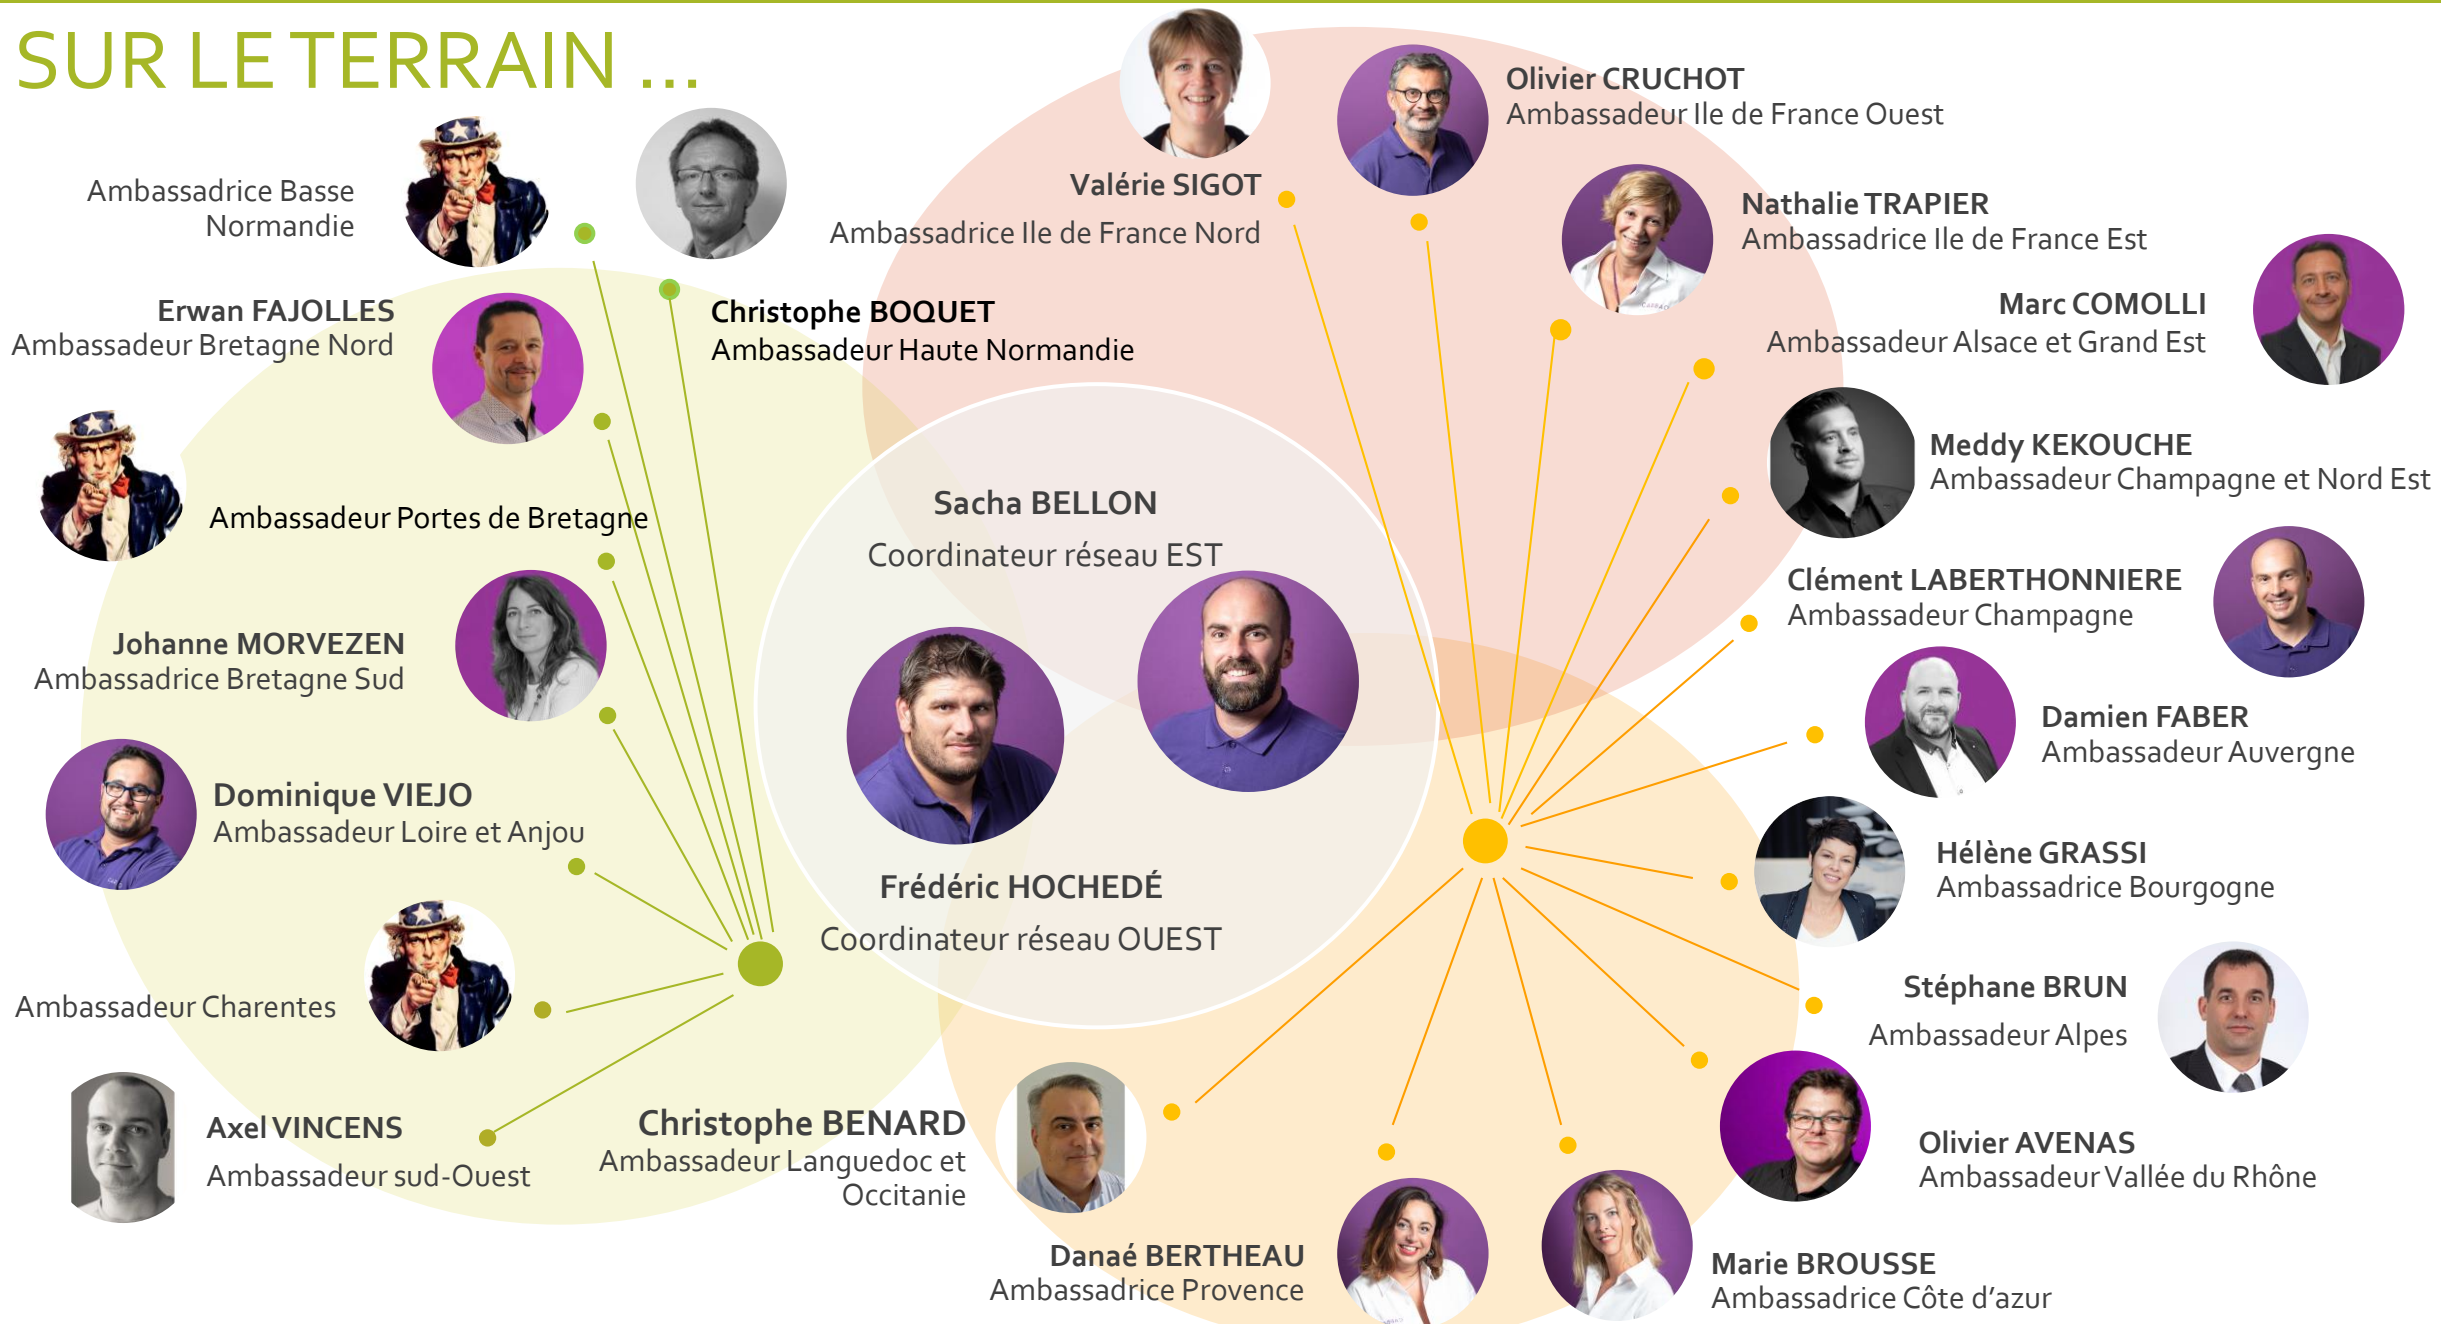 SUR LE TERRAIN ...
Ambassadrice Basse
Normandie
Erwan FAJOLLES
Ambassadeur Bretagne Nord
Christophe BOQUET
Ambassadeur Haute Normandie
Ambassadeur Portes de Bretagne
Johanne MORVEZEN
Ambassadrice Bretagne Sud
Dominique VIEJO
Ambassadeur Loire et Anjou
Ambassadeur Charentes
Axel VINCENS
Ambassadeur sud-Ouest
Sacha BELLON
Coordinateur réseau EST
Frédéric HOCHEDÉ
Coordinateur réseau OUEST
Valérie SIGOT
Ambassadrice Ile de France Nord
Olivier CRUCHOT
Ambassadeur Ile de France Ouest
Nathalie TRAPIER
Ambassadrice Ile de France Est
Marc COMOLLI
Ambassadeur Alsace et Grand Est
Meddy KEKOUCHE
Ambassadeur Champagne et Nord Est
Clément LABERTHONNIERE
Ambassadeur Champagne
Damien FABER
Ambassadeur Auvergne
Hélène GRASSI
Ambassadrice Bourgogne
Stéphane BRUN
Ambassadeur Alpes
Olivier AVENAS
Ambassadeur Vallée du Rhône
Marie BROUSSE
Ambassadrice Côte d'azur
Danaé BERTHEAU
Ambassadrice Provence
Christophe BENARD
Ambassadeur Languedoc et
Occitanie